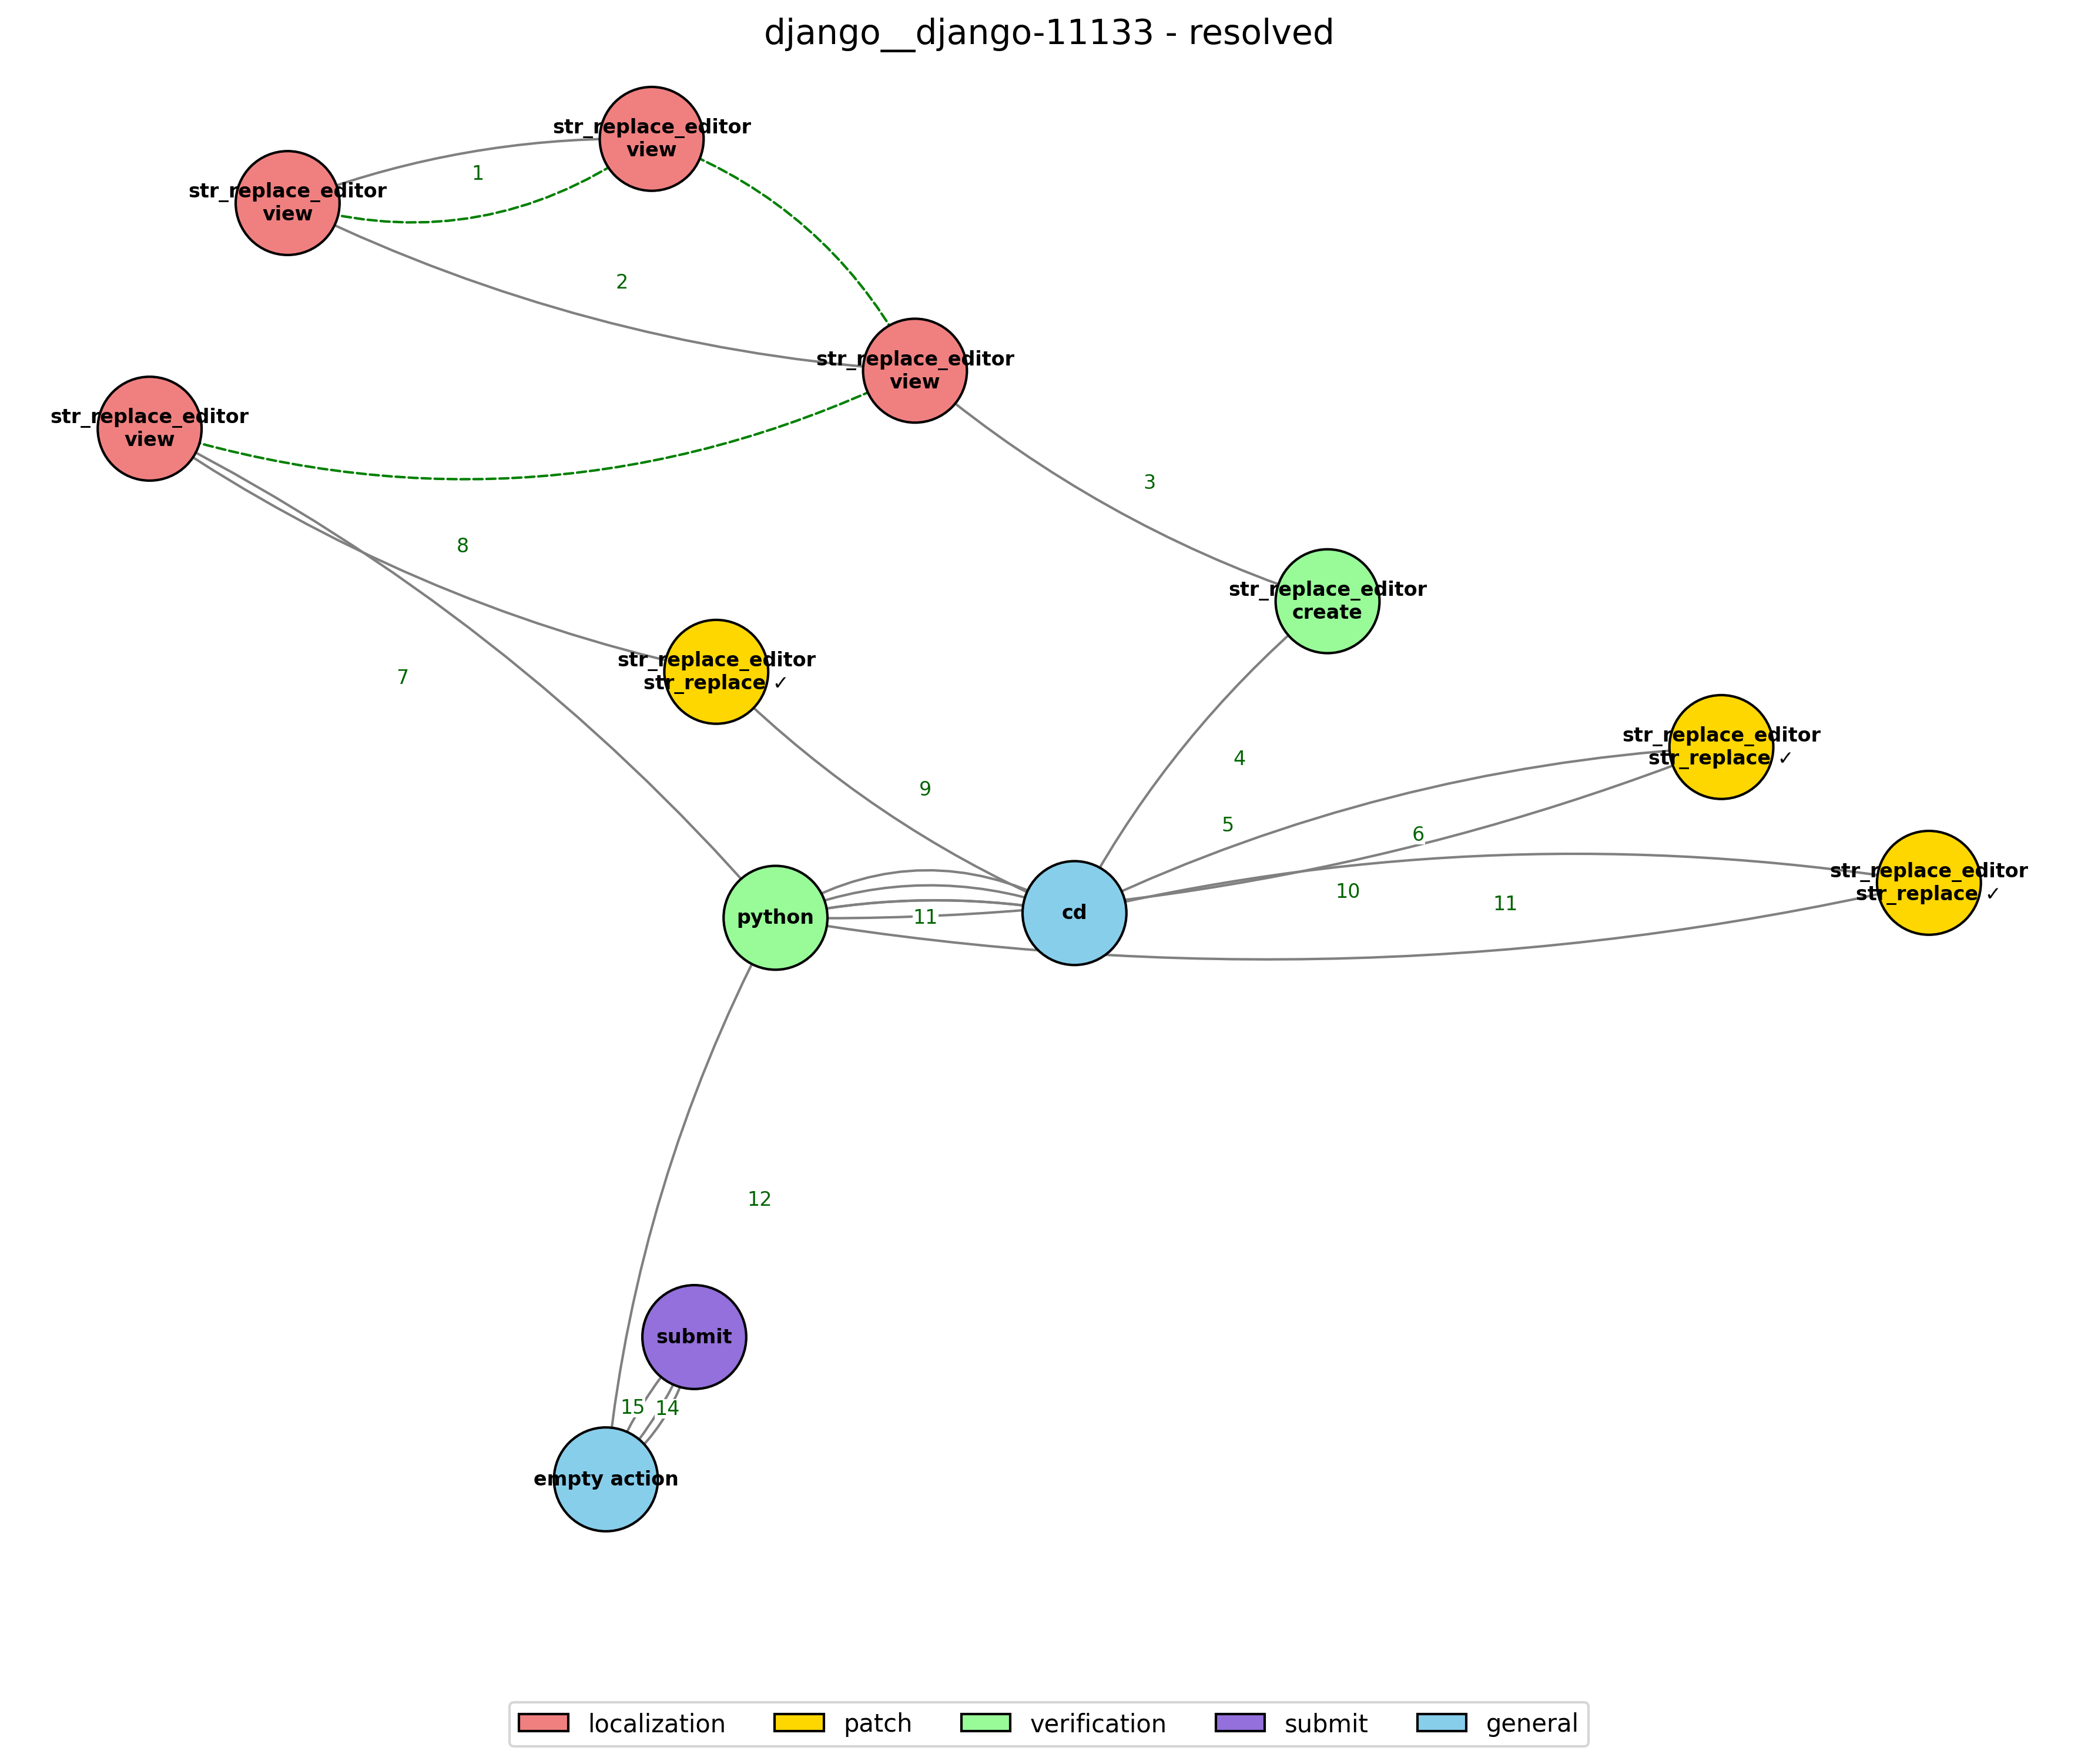 django__django-11133 - resolved
str_replace_editor
view
1
str_replace_editor
view
2
str_replace_editor
view
str_replace_editor
view
3
8
str_replace_editor
create
7
str_replace_editor
str_replace ✓
4
str_replace_editor
str_replace ✓
9
5
6
str_replace_editor
str_replace ✓
10
11
python
11
cd
12
submit
15
14
empty action
localization
patch
verification
submit
general